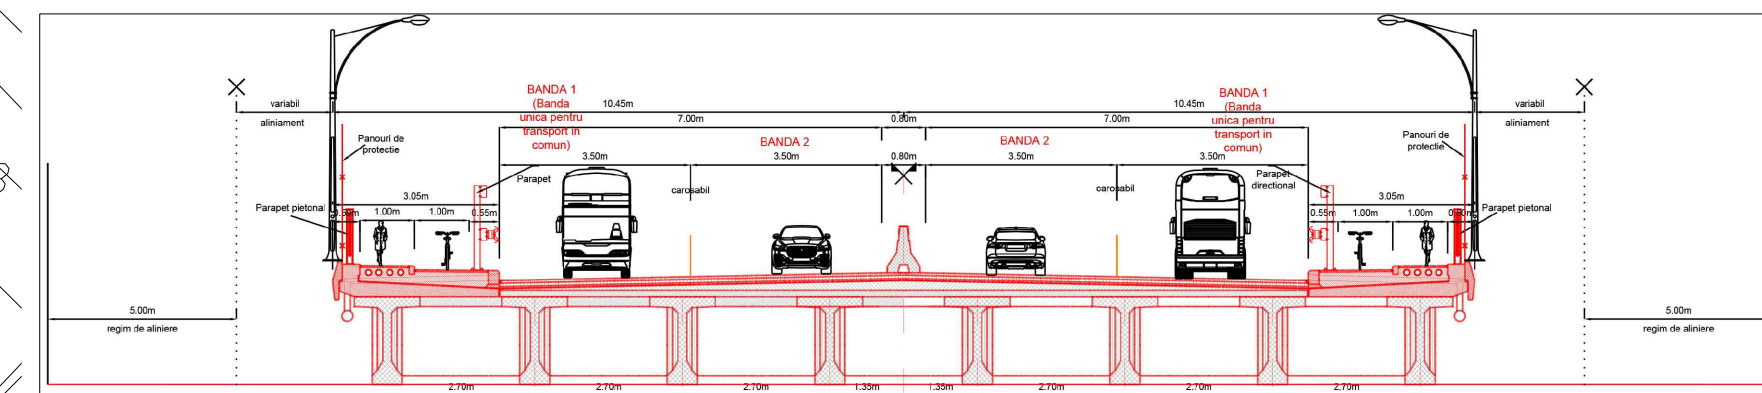 BANDA 1
(Banda
unica pentru
transport in
comun)
BANDA 1
(Banda
unica pentru
transport in
comun)
variabil
10.45m
10.45m
variabil
aliniament
7.00m
0.80m
7.00m
aliniament
Panouri de
protectie
BANDA 2
BANDA 2
Panouri de
protectie
3.50m
3.50m
0.80m
3.50m
3.50m
Parapet
carosabil
carosabil
Parapet
directional
3.05m
3.05m
Parapet pietonal
1.00m
1.00m
0.55m
0.55m
1.00m
1.00m
Parapet pietonal
5.00m
regim de aliniere
5.00m
regim de aliniere
2.70m
2.70m
2.70m
1.35m
1.35m
2.70m
2.70m
2.70m